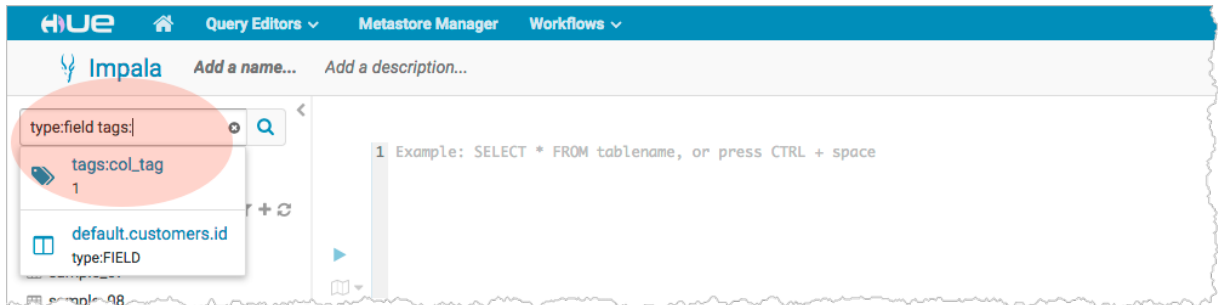 HUE Query Editors Metastore Manager Workflows
Impala Add a name... Add a description...
type:field tags:
tags:col_tag
1
default.customers.id
type:FIELD
1 Example: SELECT * FROM tablename, or press CTRL + space